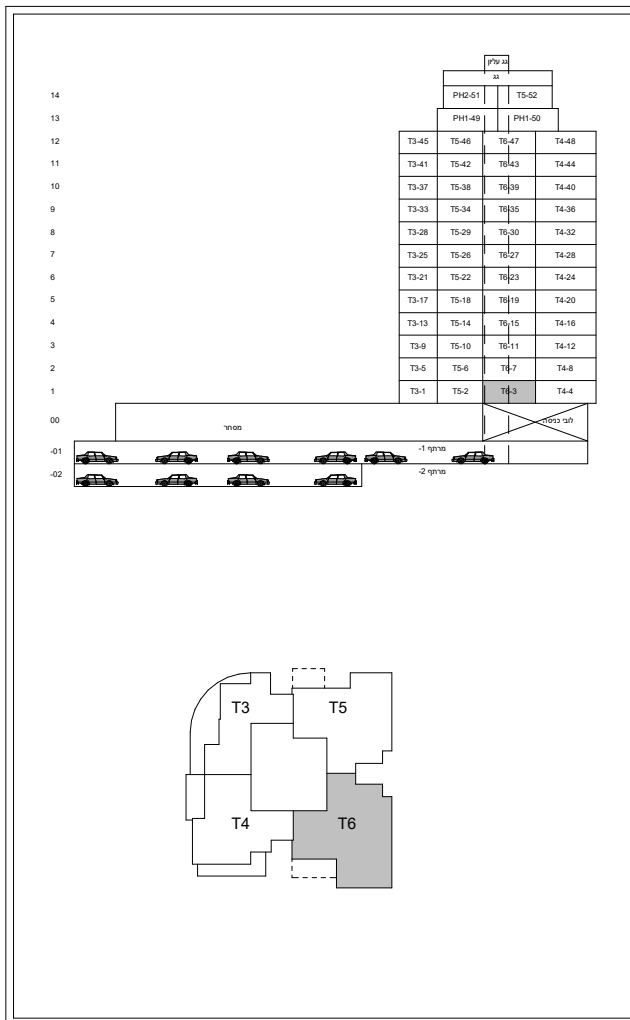 גג עליון
גג
14 PH2-51 T5-52
13 PH1-49 PH1-50
12 T3-45 T5-46 T6-47 T4-48
11 T3-41 T5-42 T6-43 T4-44
10 T3-37 T5-38 T6-39 T4-40
9 T3-33 T5-34 T6-35 T4-36
8 T3-28 T5-29 T6-30 T4-32
7 T3-25 T5-26 T6-27 T4-28
6 T3-21 T5-22 T6-23 T4-24
5 T3-17 T5-18 T6-19 T4-20
4 T3-13 T5-14 T6-15 T4-16
3 T3-9 T5-10 T6-11 T4-12
2 T3-5 T5-6 T6-7 T4-8
1 T3-1 T5-2 T6-3 T4-4
00 מסחר לובי כניסה
-01 מרתף 1-
-02 מרתף 2-
T3 T5
T4 T6